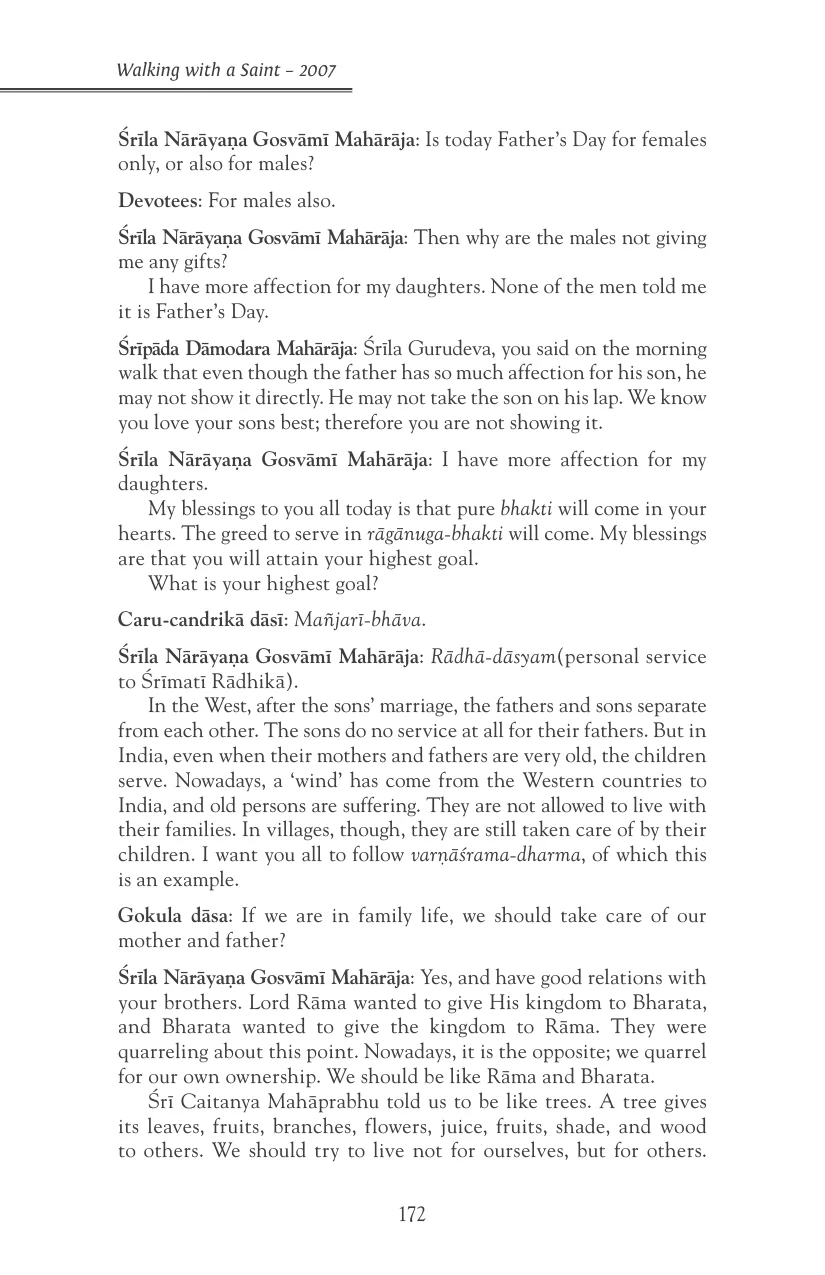 Walking with a Saint – 2007
Śrīla Nārāyaṇa Gosvāmī Mahārāja: Is today Father’s Day for females
only, or also for males?
Devotees: For males also.
Śrīla Nārāyaṇa Gosvāmī Mahārāja: Then why are the males not giving
me any gifts?
I have more affection for my daughters. None of the men told me
it is Father’s Day.
Śrīpāda Dāmodara Mahārāja: Śrīla Gurudeva, you said on the morning
walk that even though the father has so much affection for his son, he
may not show it directly. He may not take the son on his lap. We know
you love your sons best; therefore you are not showing it.
Śrīla Nārāyaṇa Gosvāmī Mahārāja: I have more affection for my
daughters.
My blessings to you all today is that pure bhakti will come in your
hearts. The greed to serve in rāgānuga-bhakti will come. My blessings
are that you will attain your highest goal.
What is your highest goal?
Caru-candrikā dāsī: Mañjarī-bhāva.
Śrīla Nārāyaṇa Gosvāmī Mahārāja: Rādhā-dāsyam(personal service
to Śrīmatī Rādhikā).
In the West, after the sons’ marriage, the fathers and sons separate
from each other. The sons do no service at all for their fathers. But in
India, even when their mothers and fathers are very old, the children
serve. Nowadays, a ‘wind’ has come from the Western countries to
India, and old persons are suffering. They are not allowed to live with
their families. In villages, though, they are still taken care of by their
children. I want you all to follow varṇāśrama-dharma, of which this
is an example.
Gokula dāsa: If we are in family life, we should take care of our
mother and father?
Śrīla Nārāyaṇa Gosvāmī Mahārāja: Yes, and have good relations with
your brothers. Lord Rāma wanted to give His kingdom to Bharata,
and Bharata wanted to give the kingdom to Rāma. They were
quarreling about this point. Nowadays, it is the opposite; we quarrel
for our own ownership. We should be like Rāma and Bharata.
Śrī Caitanya Mahāprabhu told us to be like trees. A tree gives
its leaves, fruits, branches, flowers, juice, fruits, shade, and wood
to others. We should try to live not for ourselves, but for others.
172